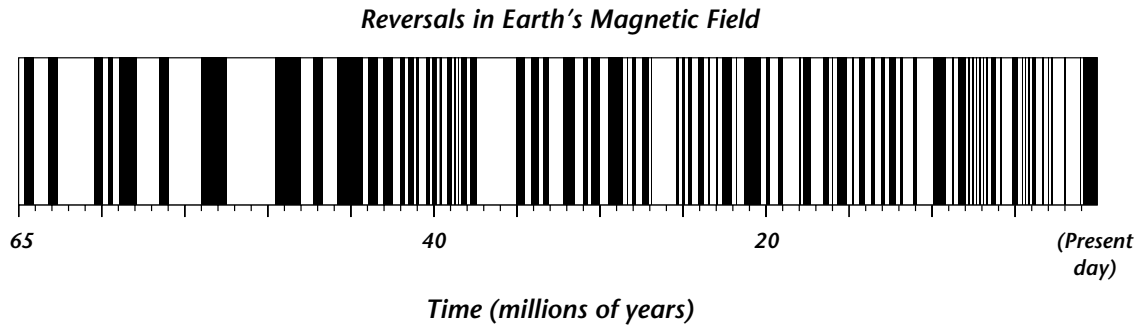 Reversals in Earth's Magnetic Field
65
40
20
(Present
day)
Time (millions of years)